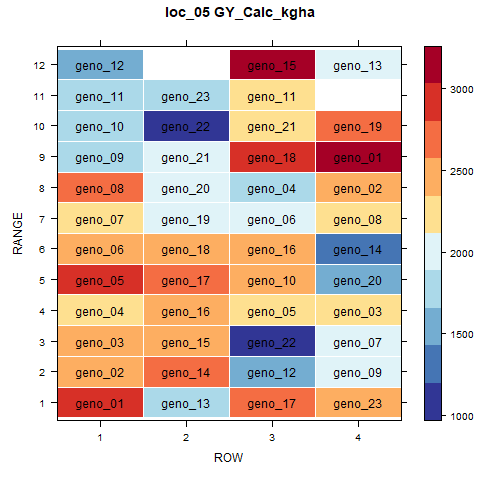 loc_05 GY_Calc_kgha
12 geno_12 geno_15 geno_13
11 geno_11 geno_23 geno_11
10 geno_10 geno_22 geno_21 geno_19
9 geno_09 geno_21 geno_18 geno_01
8 geno_08 geno_20 geno_04 geno_02
7 geno_07 geno_19 geno_06 geno_08
6 geno_06 geno_18 geno_16 geno_14
5 geno_05 geno_17 geno_10 geno_20
4 geno_04 geno_16 geno_05 geno_03
3 geno_03 geno_15 geno_22 geno_07
2 geno_02 geno_14 geno_12 geno_09
1 geno_01 geno_13 geno_17 geno_23
1 2 3 4
ROW
RANGE
3000
2500
2000
1500
1000